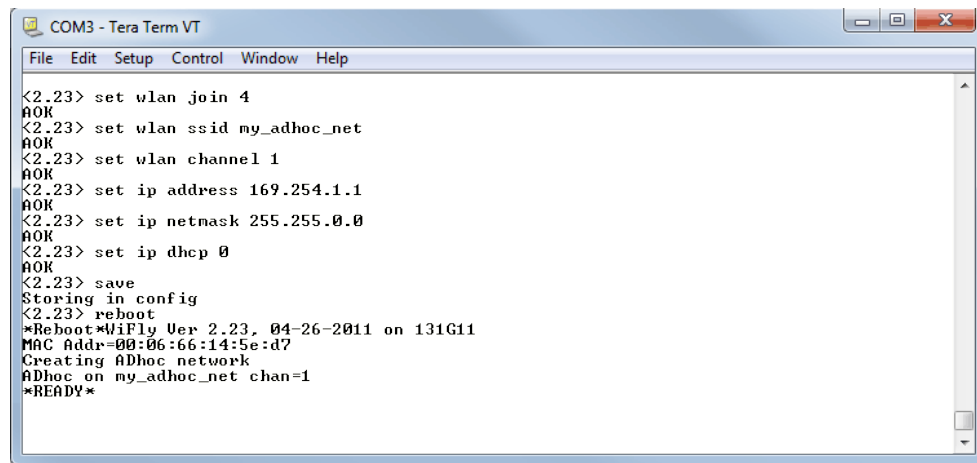 COM3 - Tera Term VT
File Edit Setup Control Window Help
<2.23> set wlan join 4
AOK
<2.23> set wlan ssid my_adhoc_net
AOK
<2.23> set wlan channel 1
AOK
<2.23> set ip address 169.254.1.1
AOK
<2.23> set ip netmask 255.255.0.0
AOK
<2.23> set ip dhcp 0
AOK
<2.23> save
Storing in config
<2.23> reboot
*Reboot*WiFly Ver 2.23, 04-26-2011 on 131G11
MAC Addr=00:06:66:14:5e:d7
Creating ADhoc network
ADhoc on my_adhoc_net chan=1
*READY*